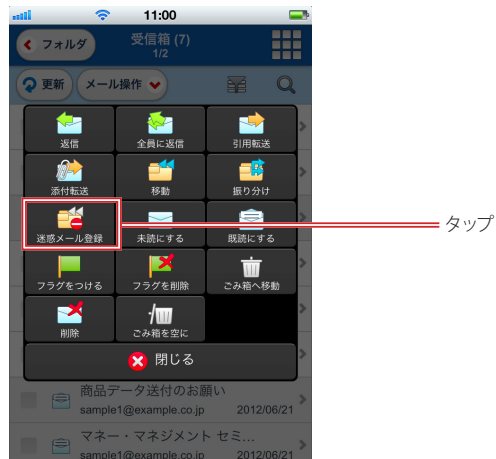 11:00
フォルダ
受信箱 (7)
1/2
更新
メール操作
返信
全員に返信
引用転送
添付転送
移動
振り分け
迷惑メール登録
未読にする
既読にする
タップ
フラグをつける
フラグを削除
ごみ箱へ移動
削除
ごみ箱を空に
閉じる
商品データ送付のお願い
sample1@example.co.jp 2012/06/21
マネー・マネジメント セミ...
sample1@example.co.jp 2012/06/21